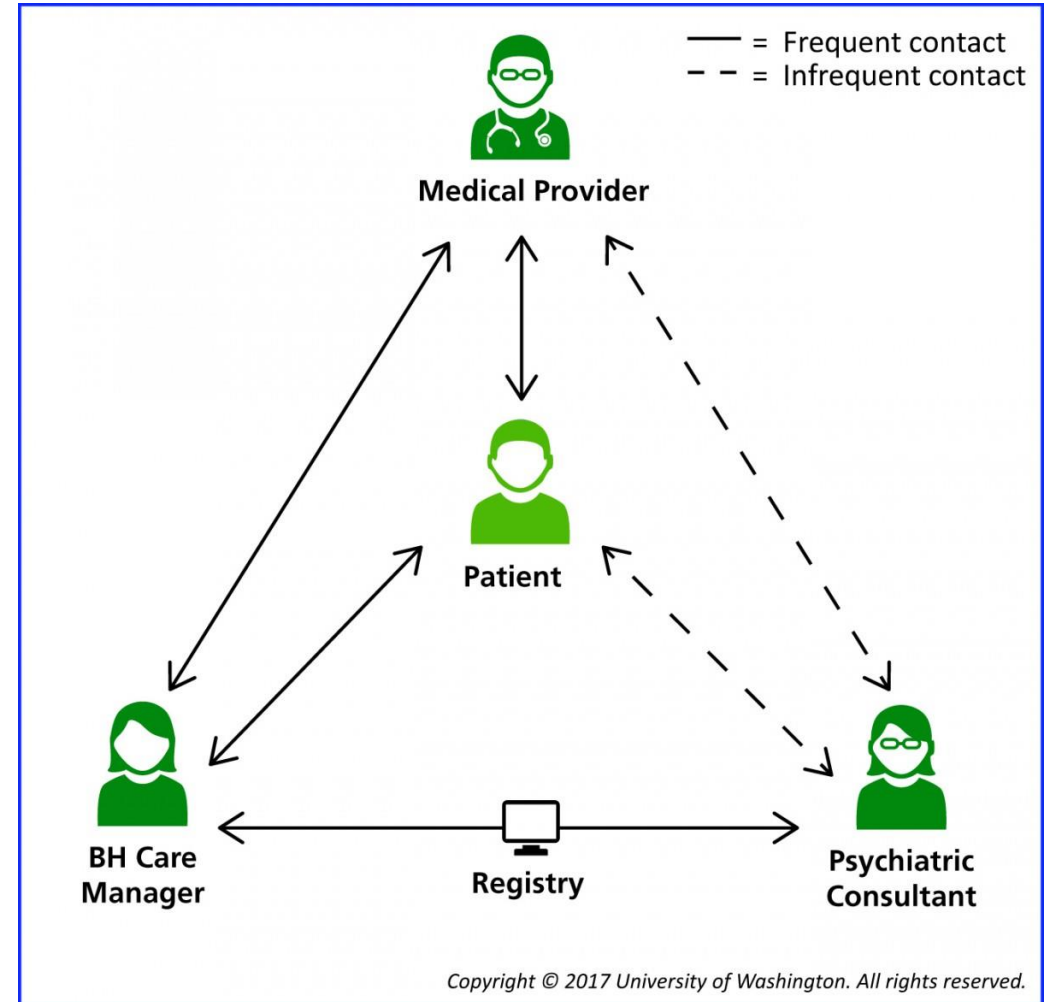 = Frequent contact
= Infrequent contact
Medical Provider
Patient
BH Care
Manager
Registry
Psychiatric
Consultant
Copyright © 2017 University of Washington. All rights reserved.